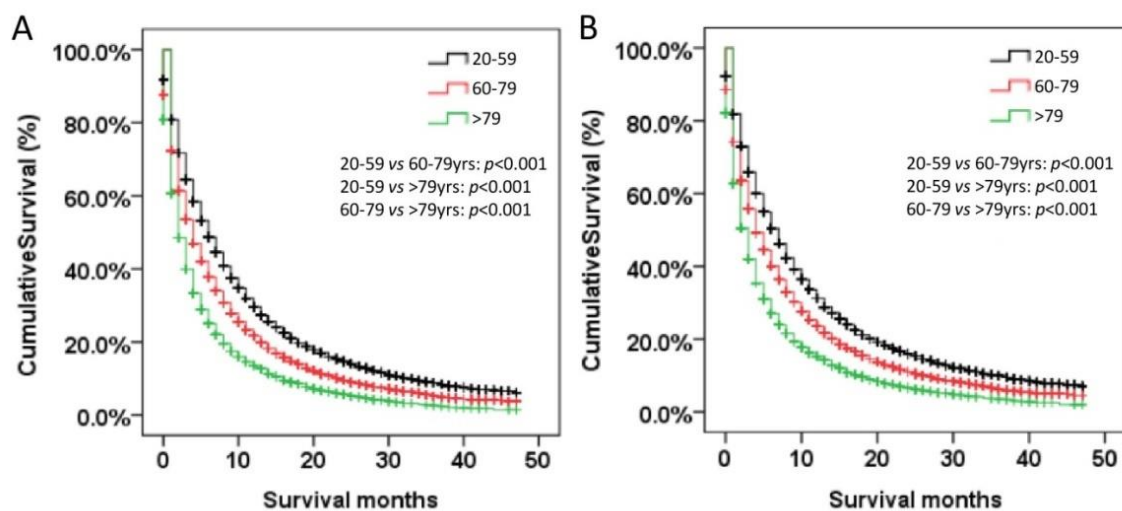 A
CumulativeSurvival (%)
100.0%
80.0%
60.0%
40.0%
20.0%
0.0%
20-59
60-79
>79
20-59 vs 60-79yrs: p<0.001
20-59 vs >79yrs: p<0.001
60-79 vs >79yrs: p<0.001
0 10 20 30 40 50
Survival months
B
CumulativeSurvival (%)
100.0%
80.0%
60.0%
40.0%
20.0%
0.0%
20-59
60-79
>79
20-59 vs 60-79yrs: p<0.001
20-59 vs >79yrs: p<0.001
60-79 vs >79yrs: p<0.001
0 10 20 30 40 50
Survival months